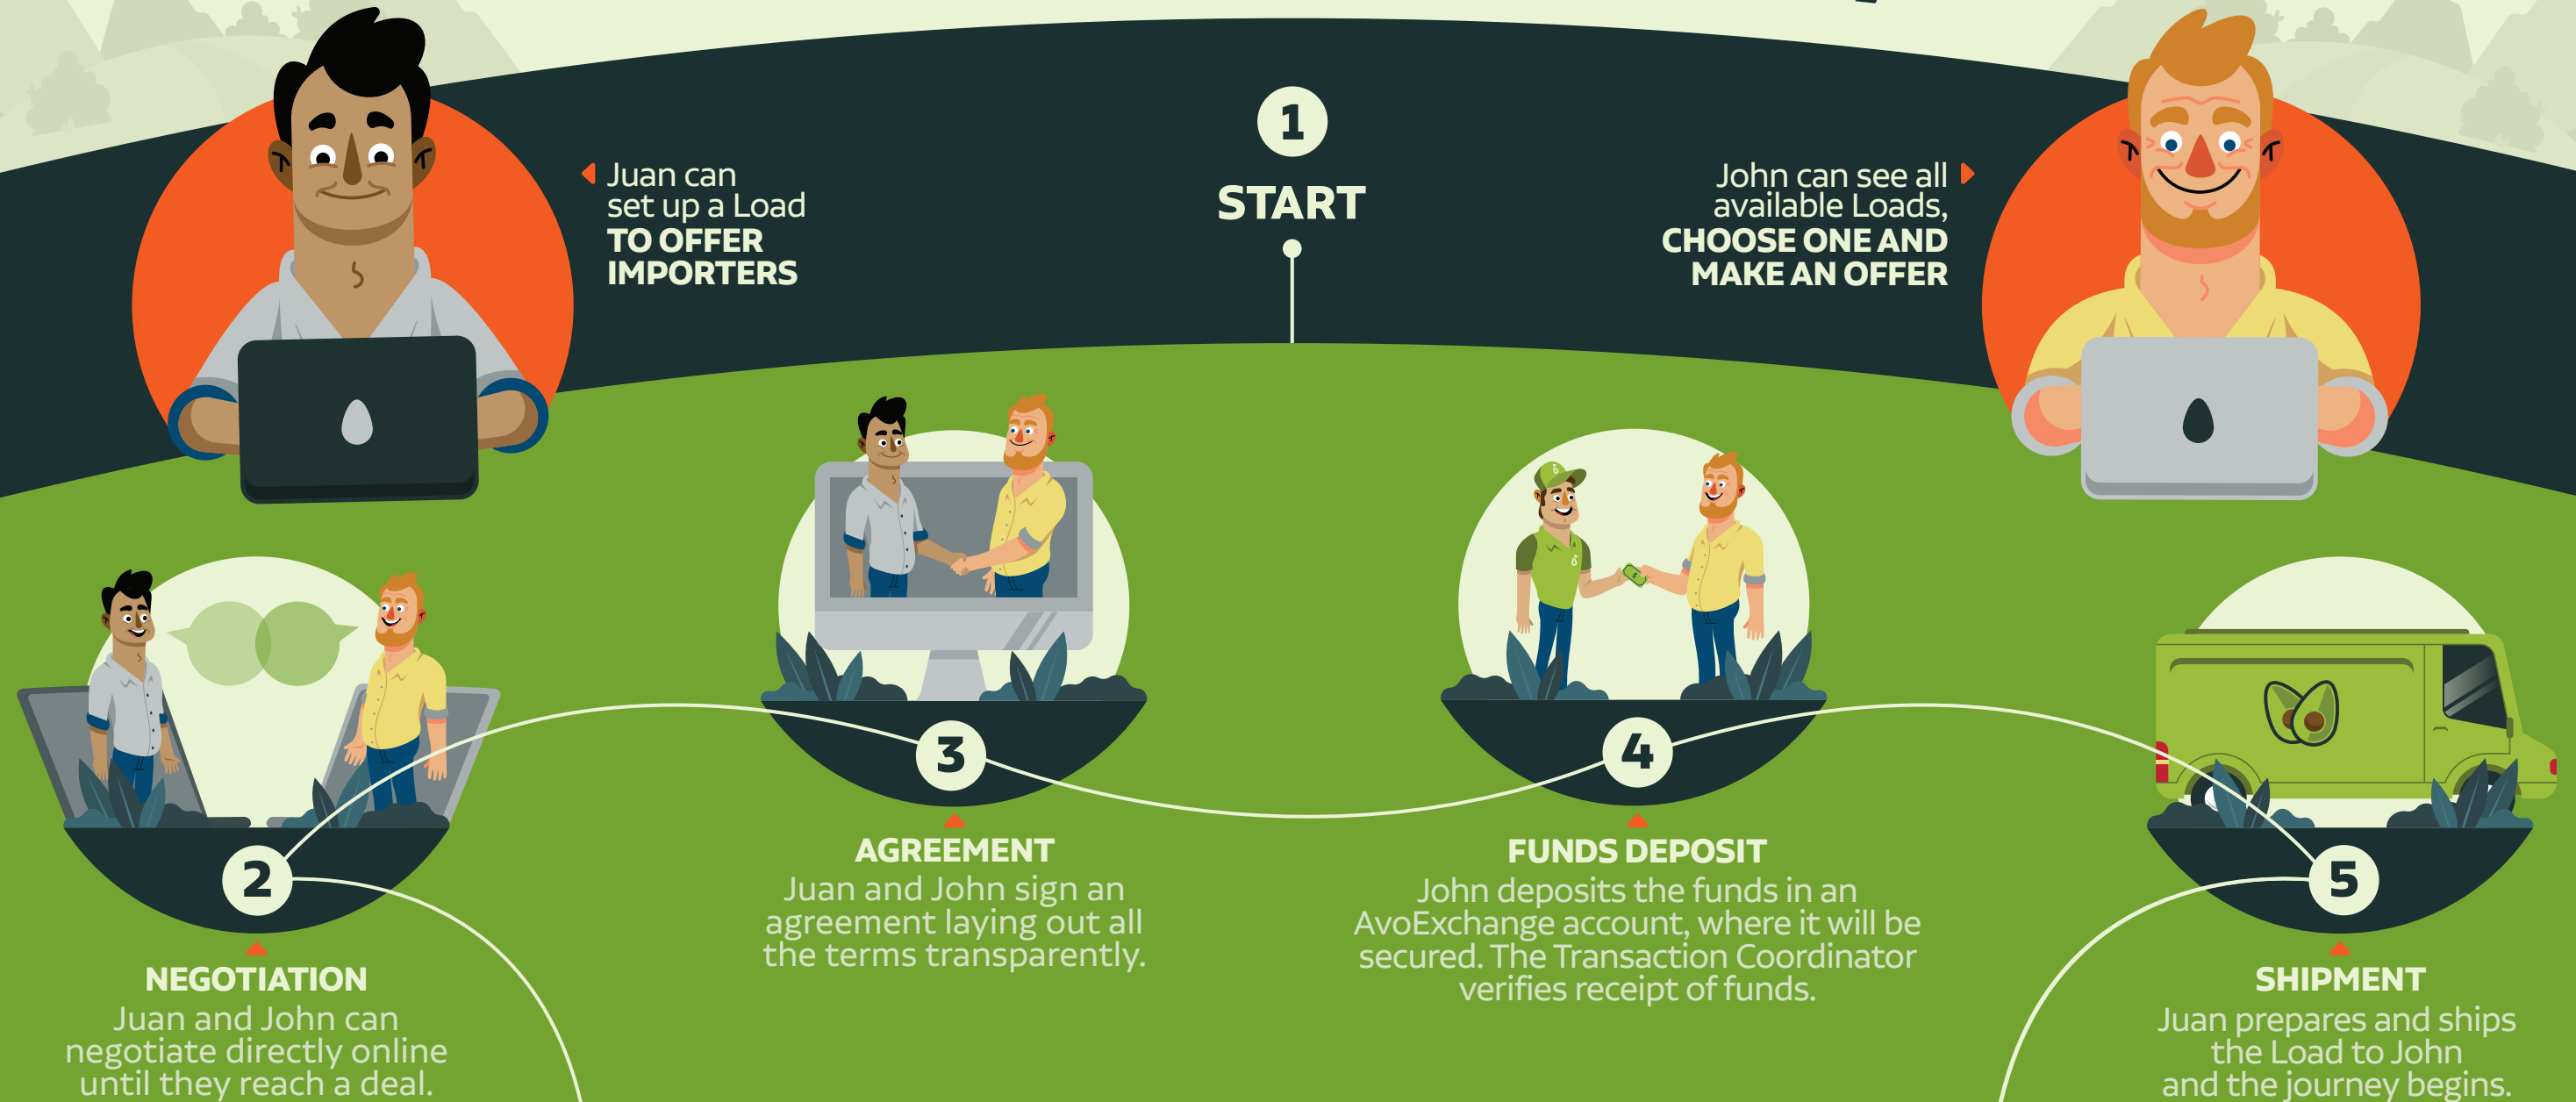 1
START
Juan can
set up a Load
TO OFFER
IMPORTERS
John can see all
available Loads,
CHOOSE ONE AND
MAKE AN OFFER
2
NEGOTIATION
Juan and John can
negotiate directly online
until they reach a deal.
3
AGREEMENT
Juan and John sign an
agreement laying out all
the terms transparently.
4
FUNDS DEPOSIT
John deposits the funds in an
AvoExchange account, where it will be
secured. The Transaction Coordinator
verifies receipt of funds.
5
SHIPMENT
Juan prepares and ships
the Load to John
and the journey begins.